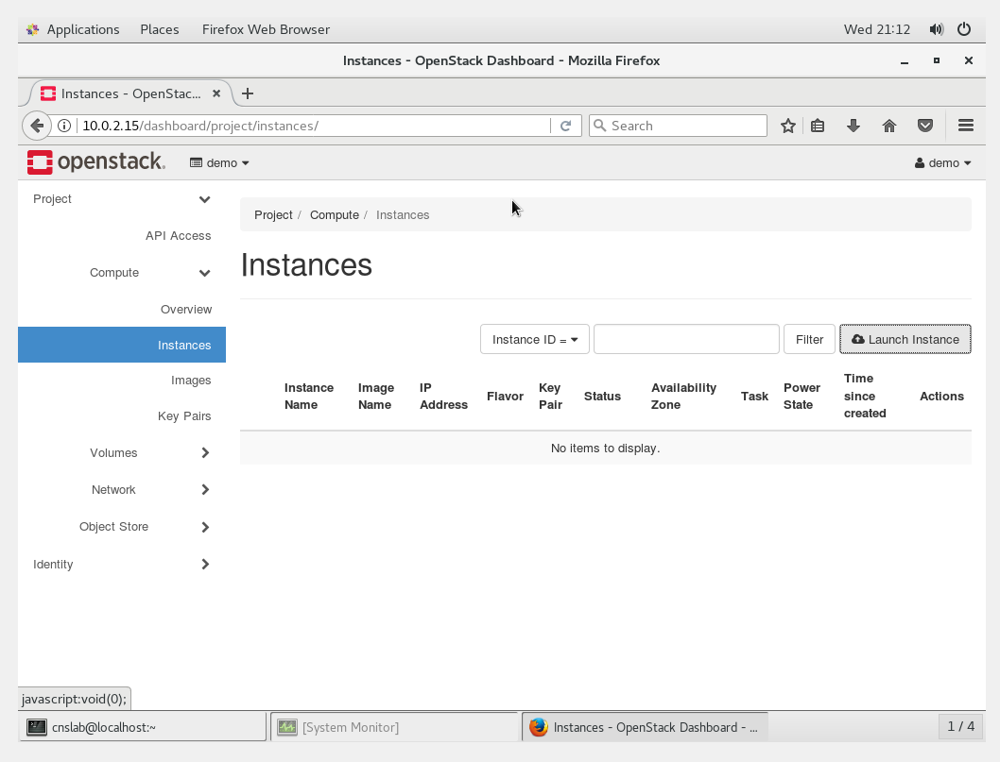 Applications Places Firefox Web Browser Wed 21:12
Instances - OpenStack Dashboard - Mozilla Firefox
Instances - OpenStac...
10.0.2.15/dashboard/project/instances/ Search
openstack. demo demo
Project
API Access
Compute
Overview
Instances
Images
Key Pairs
Volumes
Network
Object Store
Identity
Project / Compute / Instances
Instances
Instance ID = Filter Launch Instance
Instance Name Image Name IP Address Flavor Key Pair Status Availability Zone Task Power State Time since created Actions
No items to display.
javascript:void(0);
cnslab@localhost:~ [System Monitor] Instances - OpenStack Dashboard - ... 1 / 4